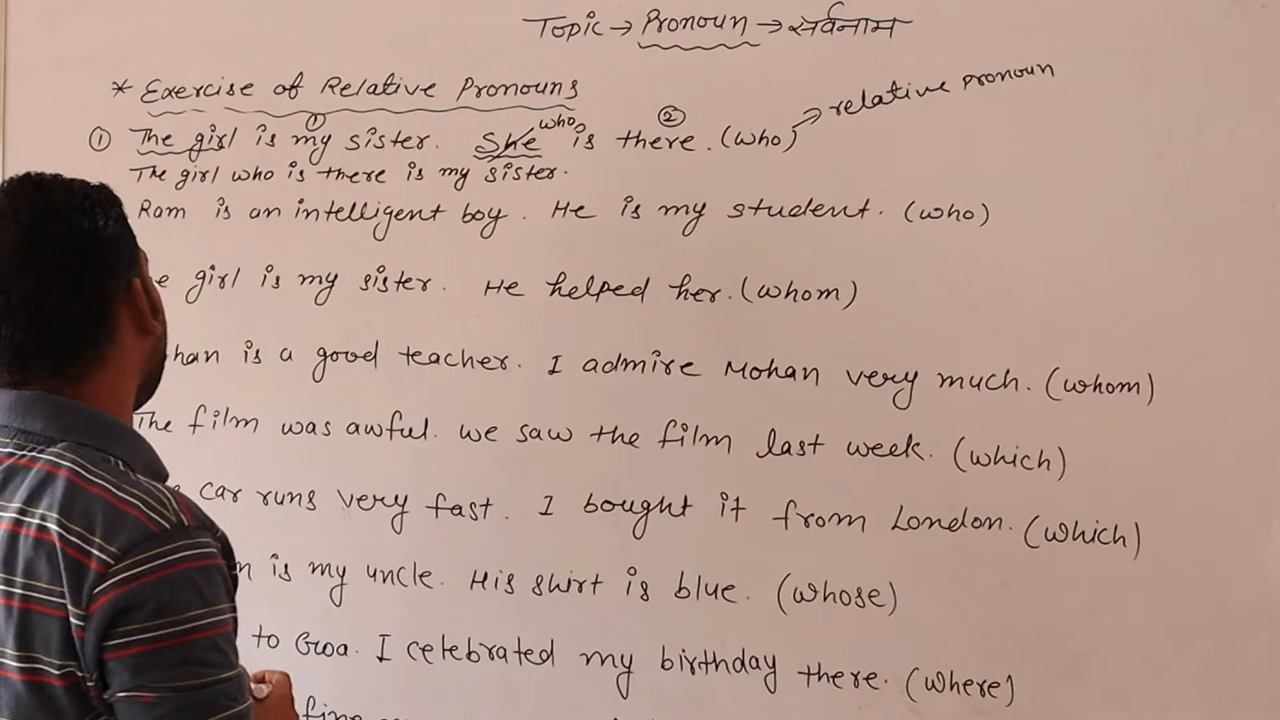 Topic → Pronoun → सर्वनाम
* Exercise of Relative Pronouns
relative pronoun
① ② who
① The girl is my sister. She is there. (who) →
The girl who is there is my sister.
Ram is an intelligent boy. He is my student. (who)
girl is my sister. He helped her. (whom)
han is a good teacher. I admire Mohan very much. (whom)
The film was awful. we saw the film last week. (which)
car runs very fast. I bought it from London. (which)
n is my uncle. His shirt is blue. (whose)
to Goa. I celebrated my birthday there. (where)